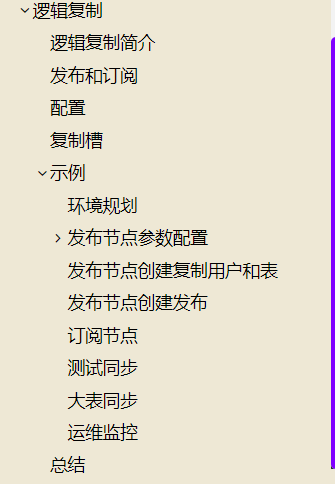 逻辑复制
逻辑复制简介
发布和订阅
配置
复制槽
示例
环境规划
发布节点参数配置
发布节点创建复制用户和表
发布节点创建发布
订阅节点
测试同步
大表同步
运维监控
总结